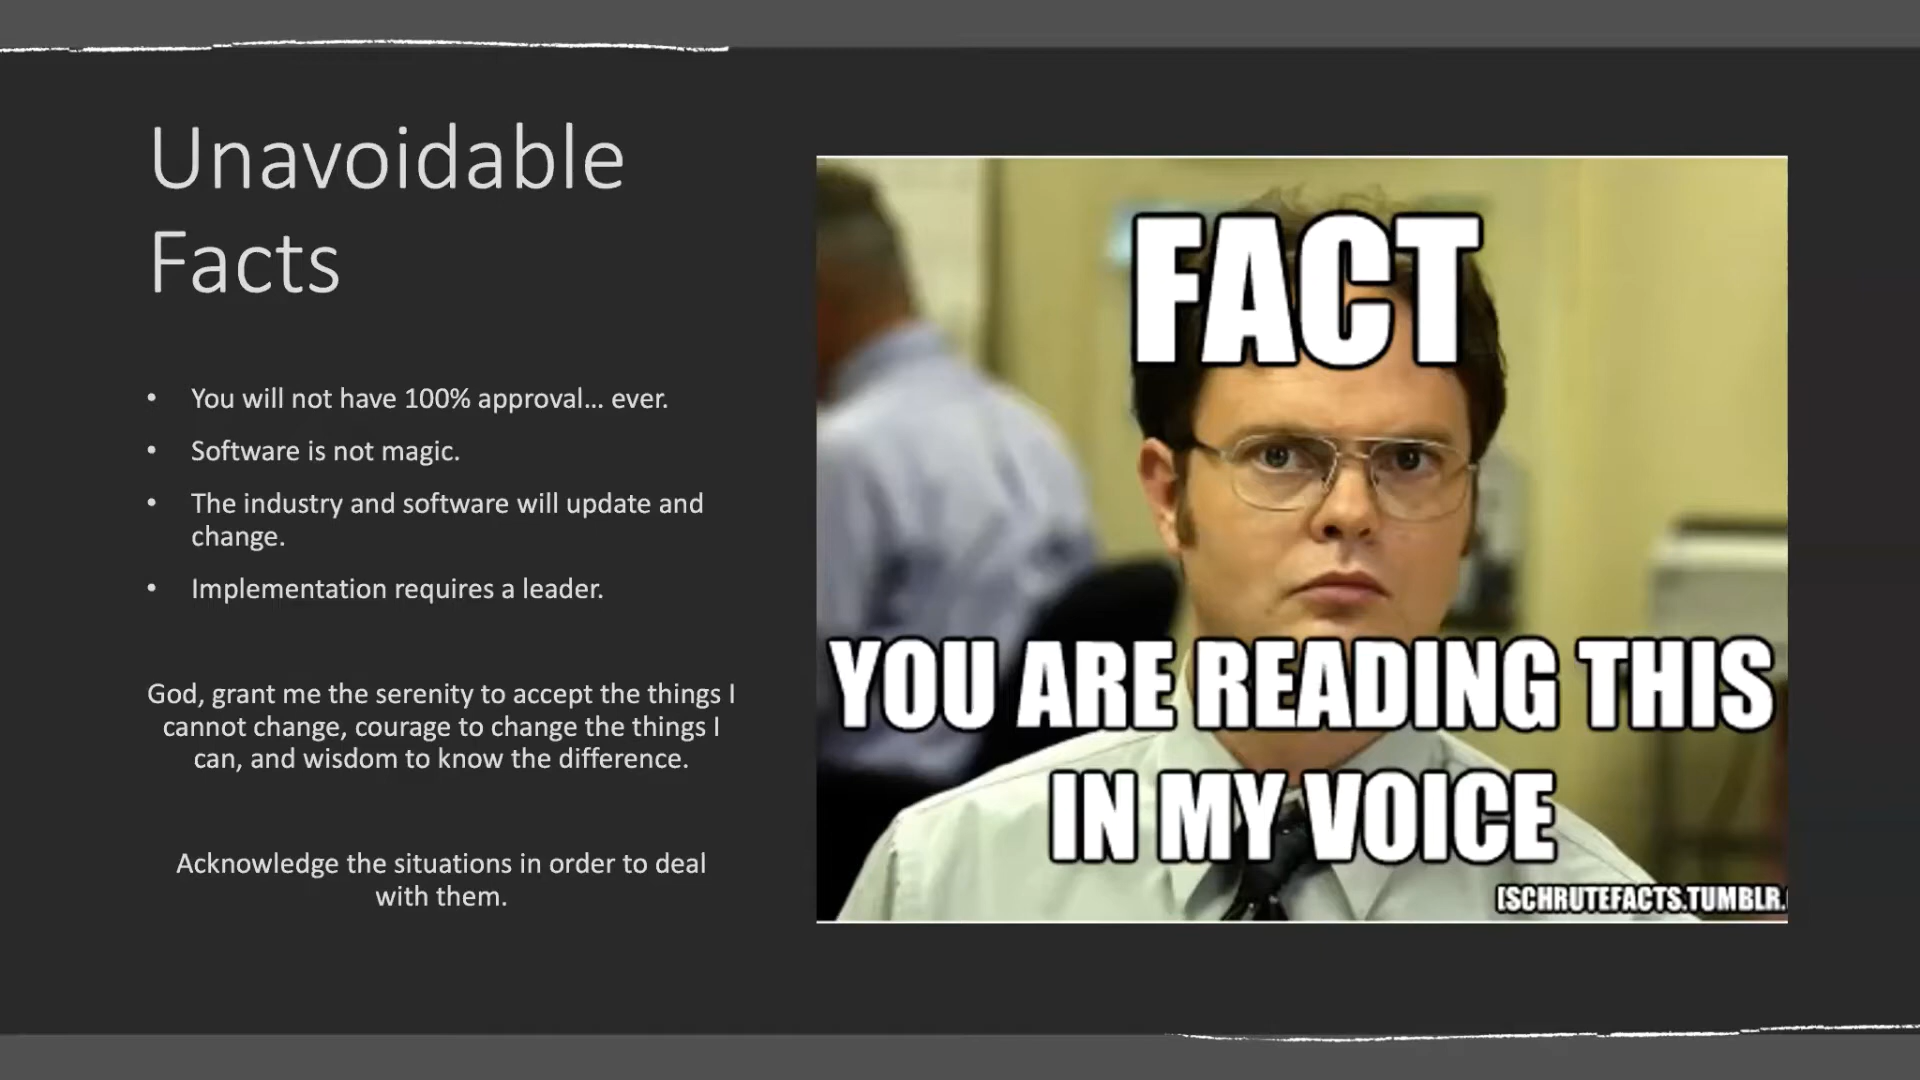 Unavoidable
Facts
• You will not have 100% approval... ever.
• Software is not magic.
• The industry and software will update and
change.
• Implementation requires a leader.
God, grant me the serenity to accept the things I
cannot change, courage to change the things I
can, and wisdom to know the difference.
Acknowledge the situations in order to deal
with them.
FACT
YOU ARE READING THIS
IN MY VOICE
[SCHRUTEFACTS.TUMBLR.